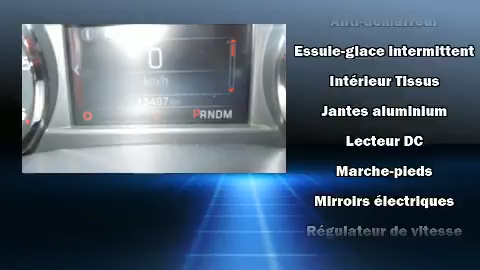 Anti-démarreur
Essuie-glace intermittent
Intérieur Tissus
Jantes aluminium
Lecteur DC
Marche-pieds
Mirroirs électriques
Régulateur de vitesse
0
km/h
PRNDM